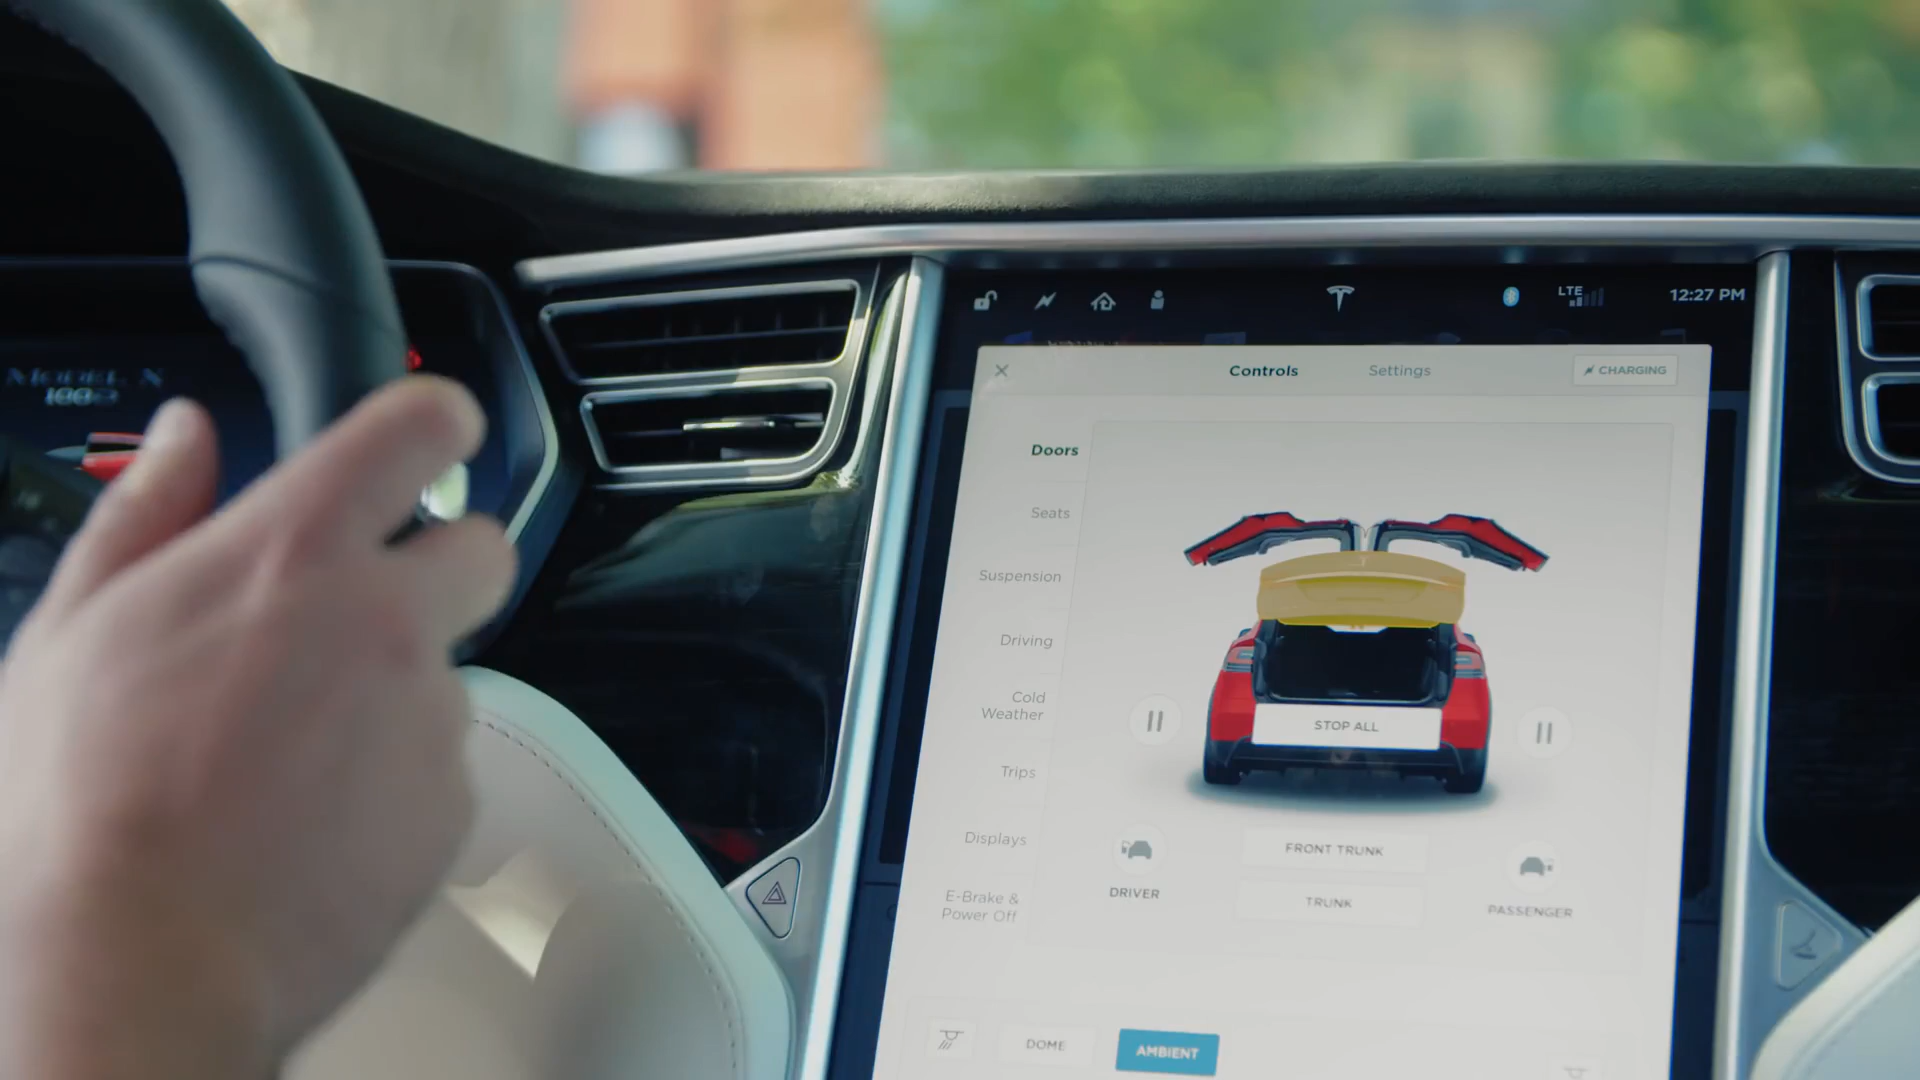 MODEL X
LTE
12:27 PM
Controls
Settings
CHARGING
Doors
Seats
Suspension
Driving
Cold
Weather
Trips
Displays
E-Brake &
Power Off
STOP ALL
DRIVER
FRONT TRUNK
TRUNK
PASSENGER
DOME
AMBIENT